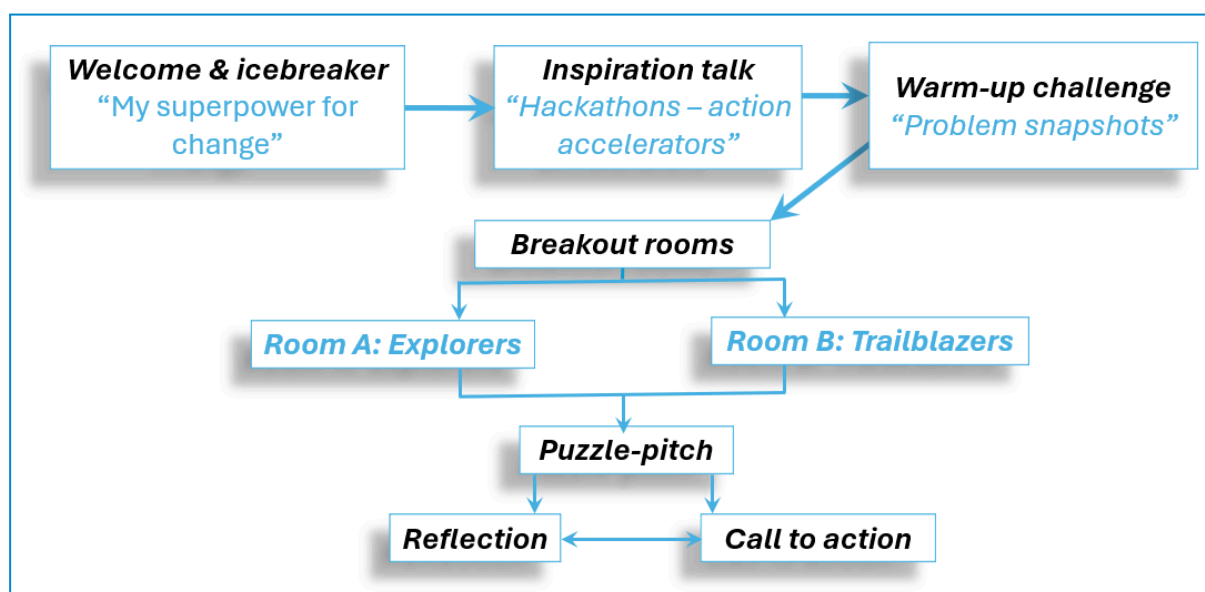 Welcome & icebreaker
“My superpower for
change”
Inspiration talk
“Hackathons – action
accelerators”
Warm-up challenge
“Problem snapshots”
Breakout rooms
Room A: Explorers
Room B: Trailblazers
Puzzle-pitch
Reflection
Call to action